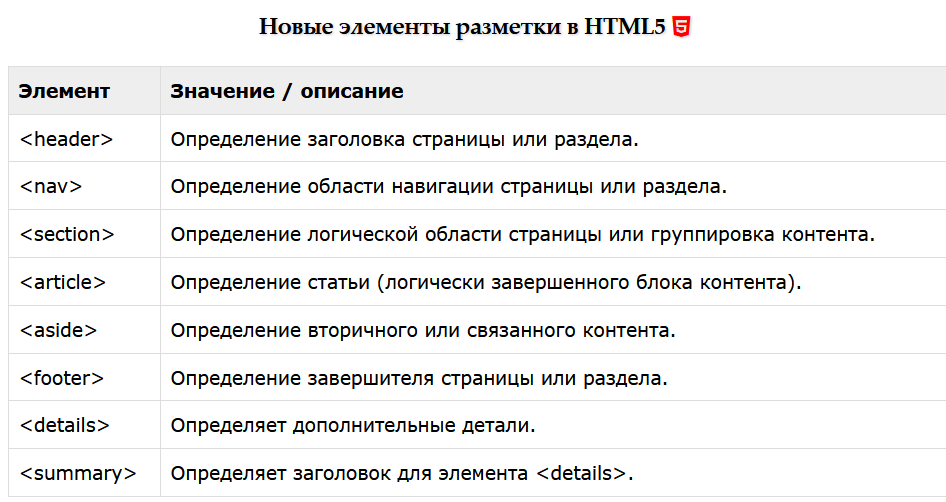 Новые элементы разметки в HTML5 5
Элемент Значение / описание
<header> Определение заголовка страницы или раздела.
<nav> Определение области навигации страницы или раздела.
<section> Определение логической области страницы или группировка контента.
<article> Определение статьи (логически завершенного блока контента).
<aside> Определение вторичного или связанного контента.
<footer> Определение завершителя страницы или раздела.
<details> Определяет дополнительные детали.
<summary> Определяет заголовок для элемента <details>.